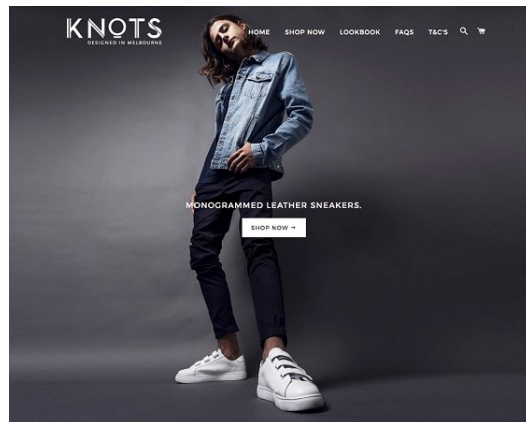 KNOTS
DESIGNED IN MELBOURNE
HOME SHOP NOW LOOKBOOK FAQS T&C'S
MONOGRAMMED LEATHER SNEAKERS.
SHOP NOW →